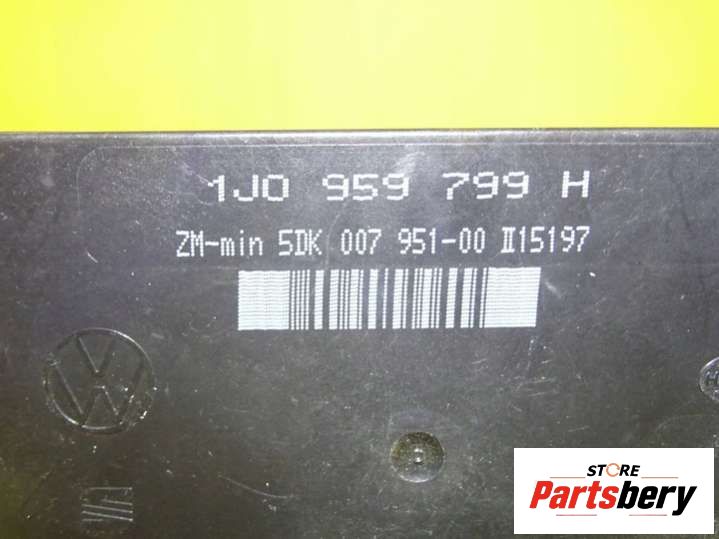 1J0 959 799 H
ZM-min 5DK 007 951-00 II15197
STORE
Partsbery